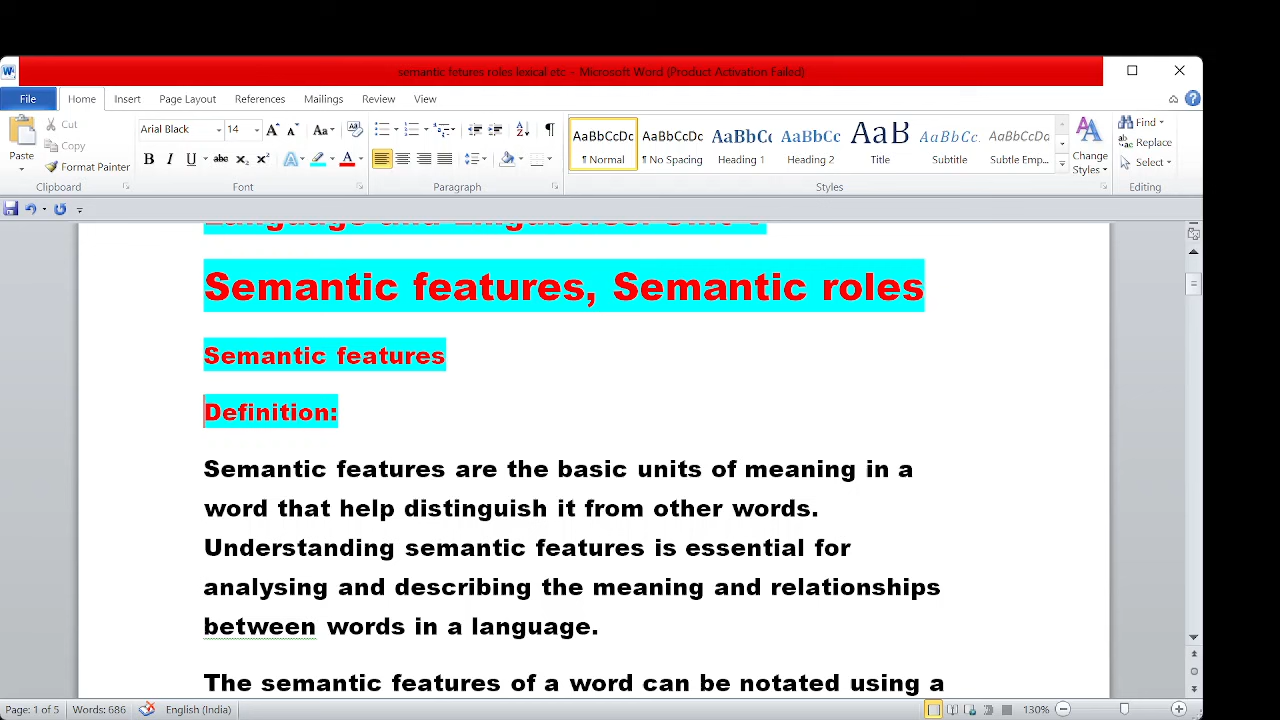 semantic fetures roles lexical etc - Microsoft Word (Product Activation Failed)
File Home Insert Page Layout References Mailings Review View
Cut
Copy
Format Painter
Paste
Clipboard
Arial Black 14
Font
Paragraph
AaBbCcDc AaBbCcDc AaBbCc AaBbCc AaB AaBbCc. AaBbCcDc
¶ Normal ¶ No Spacing Heading 1 Heading 2 Title Subtitle Subtle Emp...
Styles
Change
Styles
Find
Replace
Select
Editing
Semantic features, Semantic roles
Semantic features
Definition:
Semantic features are the basic units of meaning in a
word that help distinguish it from other words.
Understanding semantic features is essential for
analysing and describing the meaning and relationships
between words in a language.
The semantic features of a word can be notated using a
Page: 1 of 5 Words: 686 English (India) 130%